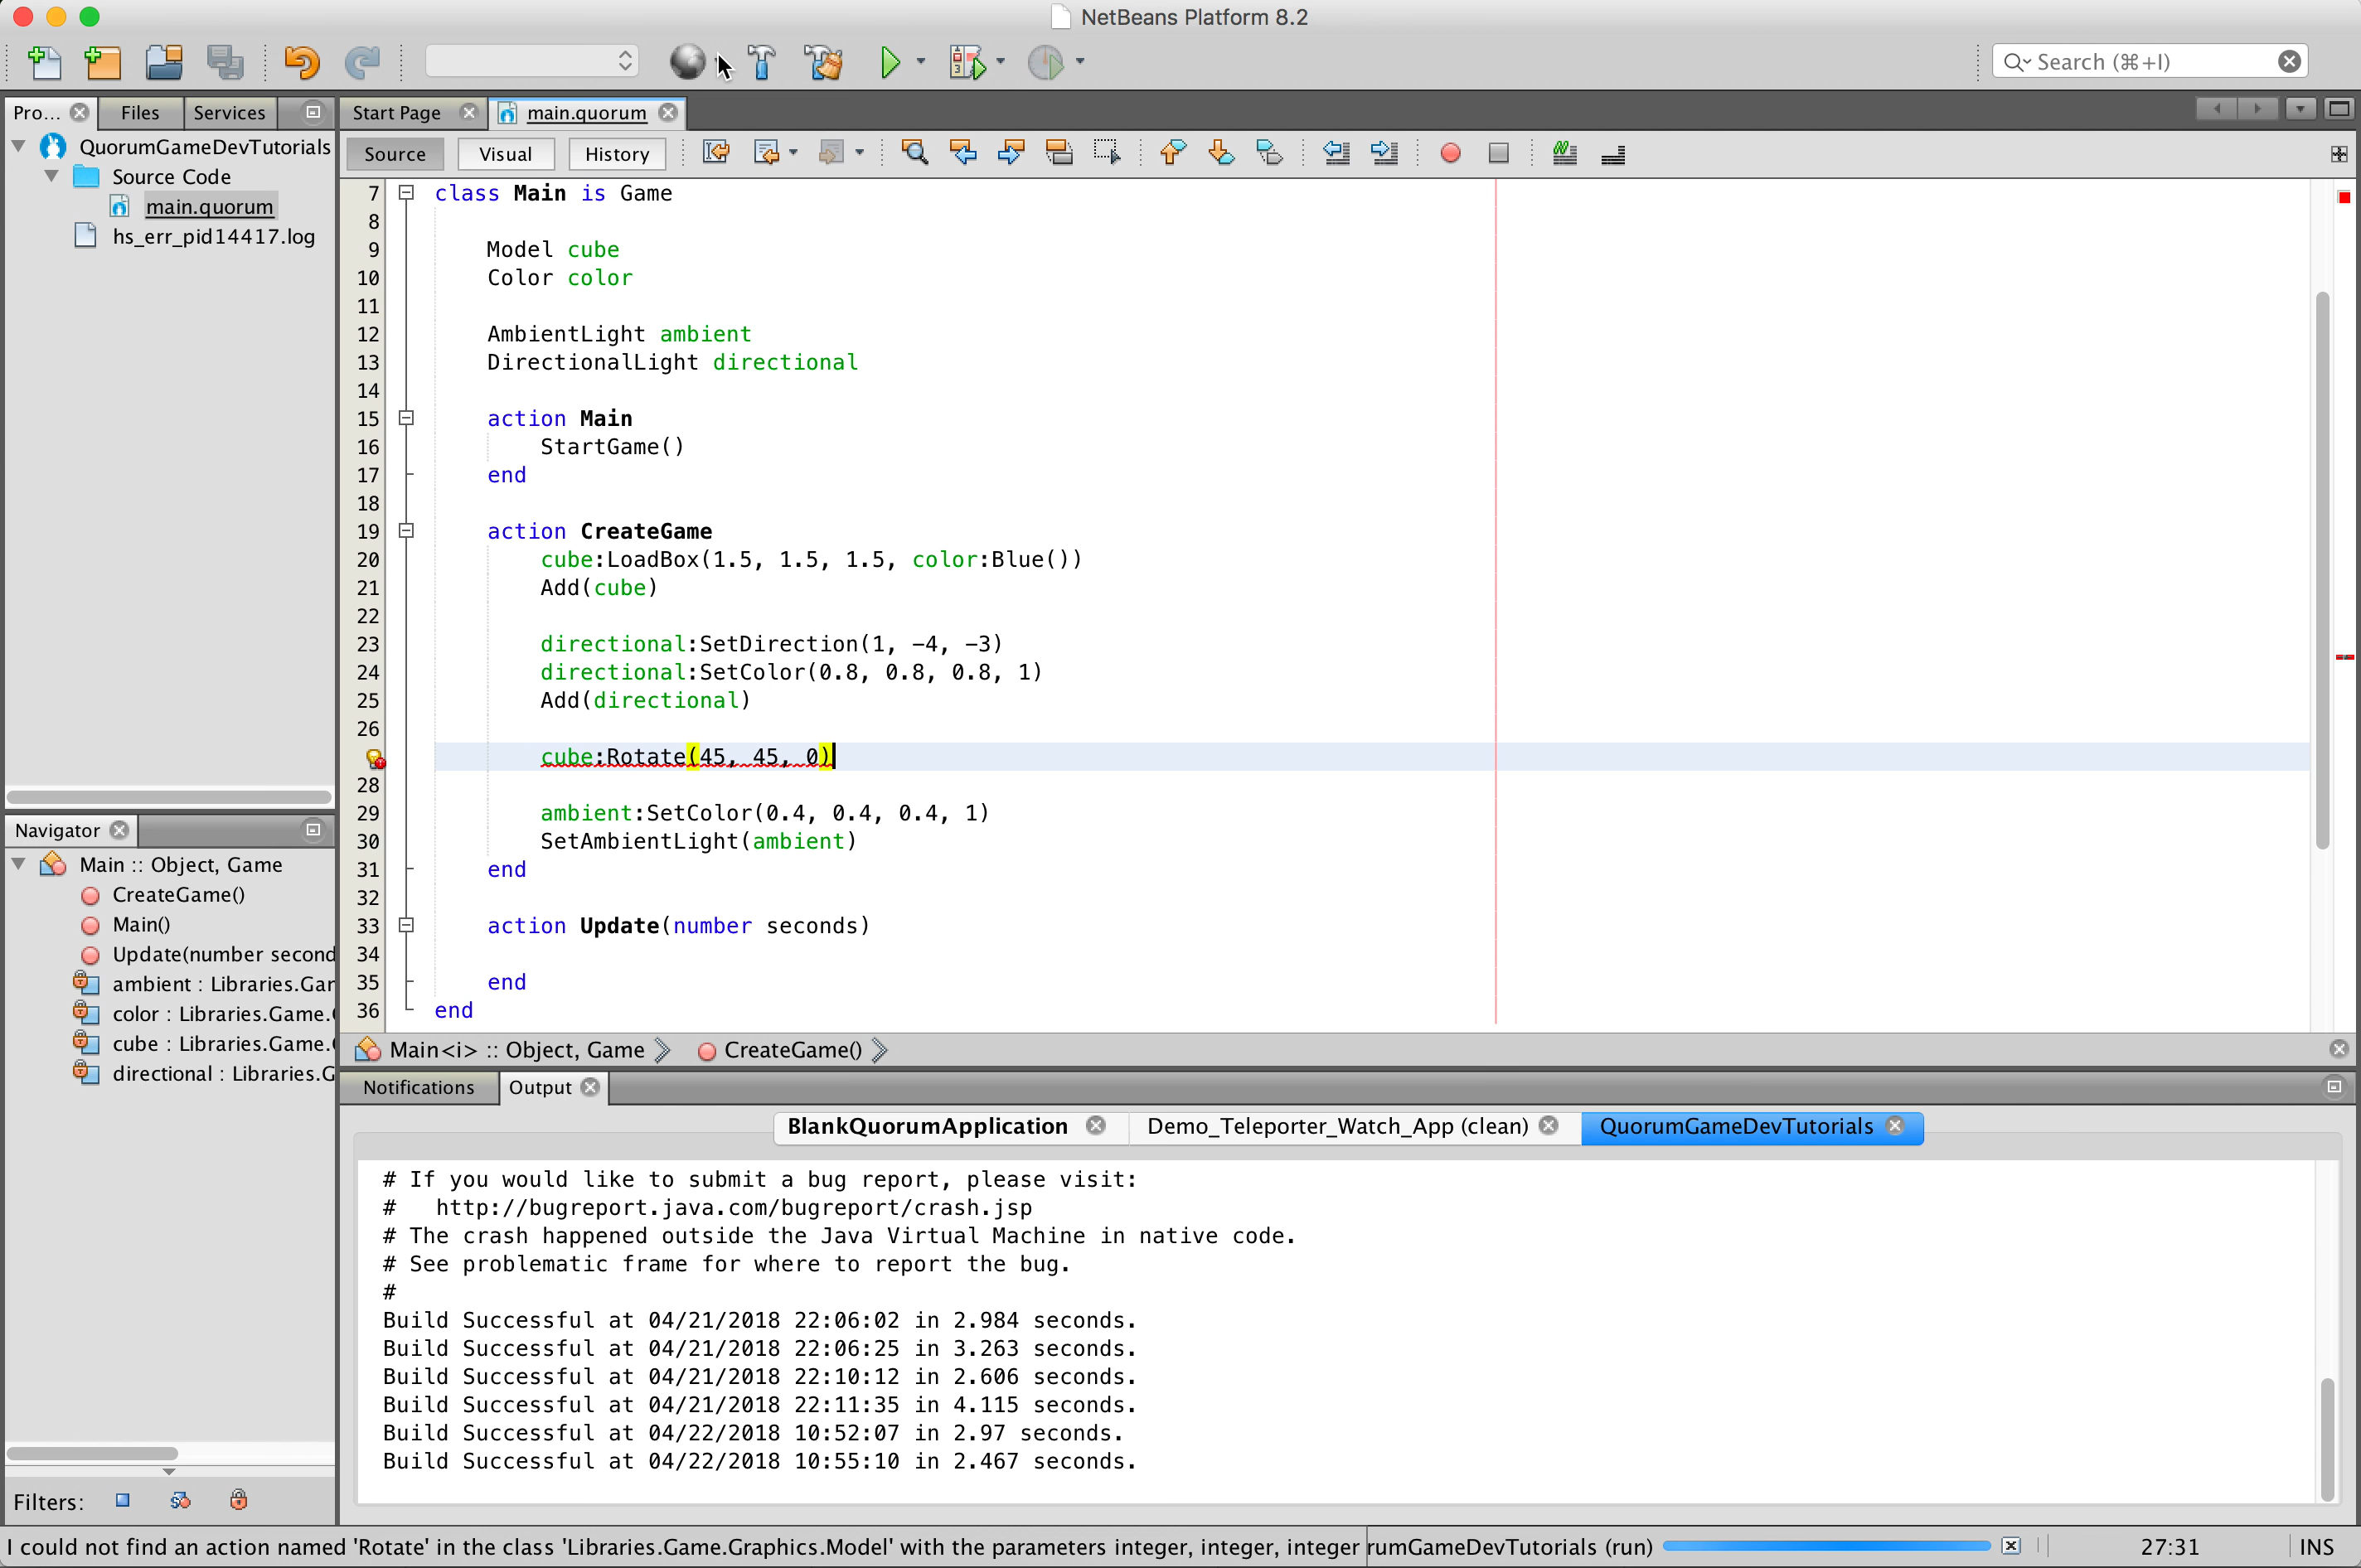 NetBeans Platform 8.2
Search (⌘+I)
Pro...
Files
Services
Start Page
main.quorum
QuorumGameDevTutorials
Source Code
main.quorum
hs_err_pid14417.log
Source
Visual
History
7 class Main is Game
8
9 Model cube
10 Color color
11
12 AmbientLight ambient
13 DirectionalLight directional
14
15 action Main
16 StartGame()
17 end
18
19 action CreateGame
20 cube:LoadBox(1.5, 1.5, 1.5, color:Blue())
21 Add(cube)
22
23 directional:SetDirection(1, -4, -3)
24 directional:SetColor(0.8, 0.8, 0.8, 1)
25 Add(directional)
26
cube:Rotate(45, 45, 0)
28
29 ambient:SetColor(0.4, 0.4, 0.4, 1)
30 SetAmbientLight(ambient)
31 end
32
33 action Update(number seconds)
34
35 end
36 end
Navigator
Main :: Object, Game
CreateGame()
Main()
Update(number second
ambient : Libraries.Gar
color : Libraries.Game.
cube : Libraries.Game.
directional : Libraries.G
Filters:
Main<i> :: Object, Game
CreateGame()
Notifications
Output
BlankQuorumApplication
Demo_Teleporter_Watch_App (clean)
QuorumGameDevTutorials
# If you would like to submit a bug report, please visit:
#   http://bugreport.java.com/bugreport/crash.jsp
# The crash happened outside the Java Virtual Machine in native code.
# See problematic frame for where to report the bug.
#
Build Successful at 04/21/2018 22:06:02 in 2.984 seconds.
Build Successful at 04/21/2018 22:06:25 in 3.263 seconds.
Build Successful at 04/21/2018 22:10:12 in 2.606 seconds.
Build Successful at 04/21/2018 22:11:35 in 4.115 seconds.
Build Successful at 04/22/2018 10:52:07 in 2.97 seconds.
Build Successful at 04/22/2018 10:55:10 in 2.467 seconds.
I could not find an action named 'Rotate' in the class 'Libraries.Game.Graphics.Model' with the parameters integer, integer, integer
rumGameDevTutorials (run)
27:31
INS